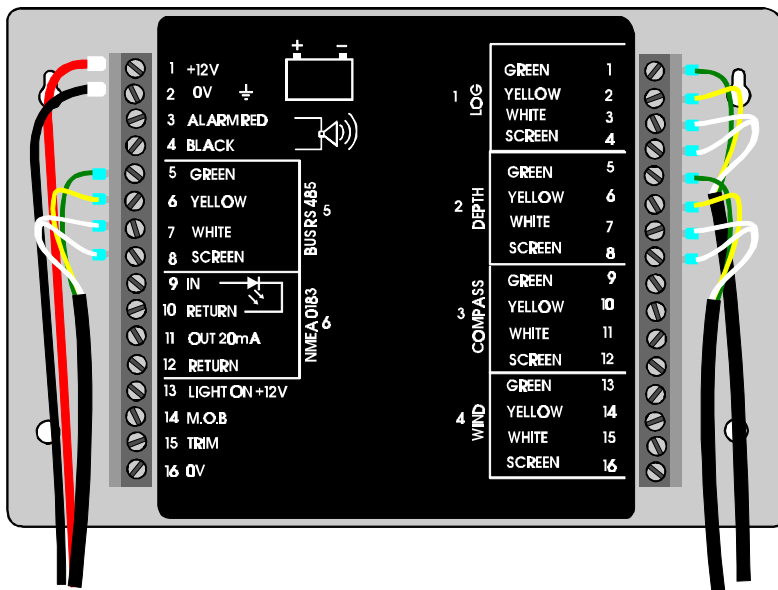 + -
1 +12V
2 0V
3 ALARM RED
4 BLACK
5 GREEN
6 YELLOW
7 WHITE
8 SCREEN
BUS RS 485
5
9 IN
10 RETURN
11 OUT 20mA
12 RETURN
NMEA 0183
6
13 LIGHT ON +12V
14 M.O.B
15 TRIM
16 0V
1 LOG
GREEN 1
YELLOW 2
WHITE 3
SCREEN 4
2 DEPTH
GREEN 5
YELLOW 6
WHITE 7
SCREEN 8
3 COMPASS
GREEN 9
YELLOW 10
WHITE 11
SCREEN 12
4 WIND
GREEN 13
YELLOW 14
WHITE 15
SCREEN 16